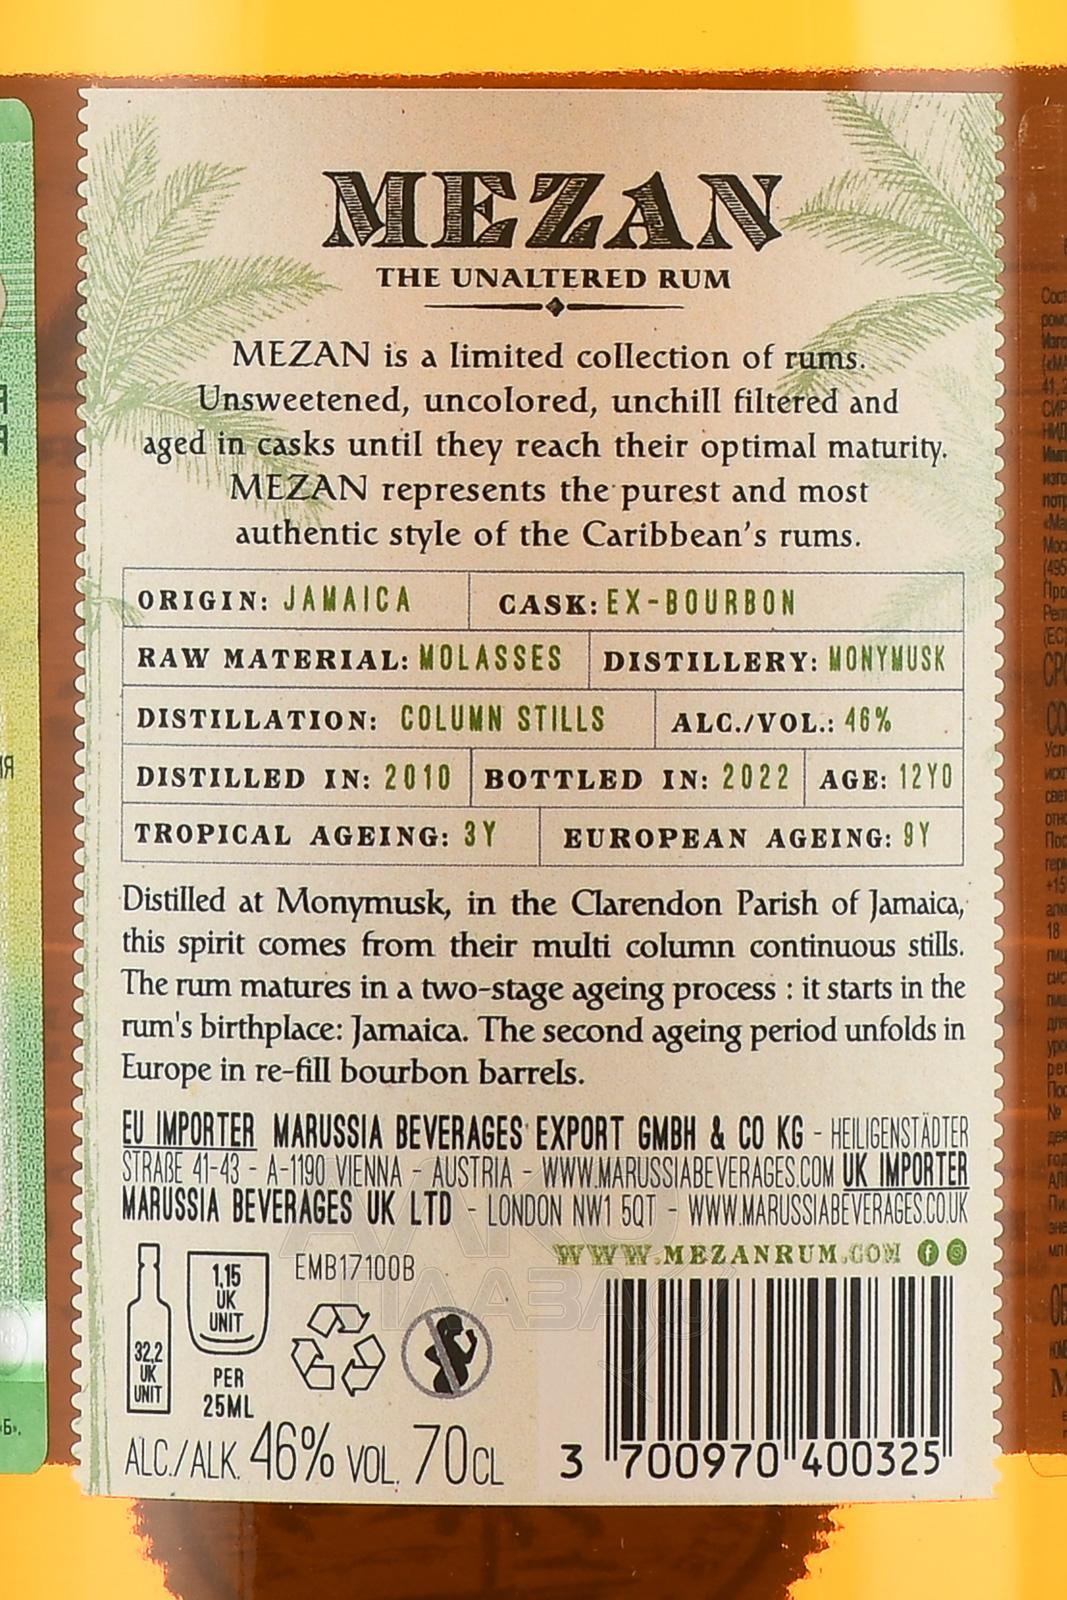 MEZAN
THE UNALTERED RUM
MEZAN is a limited collection of rums.
Unsweetened, uncolored, unchill filtered and
aged in casks until they reach their optimal maturity.
MEZAN represents the purest and most
authentic style of the Caribbean's rums.
ORIGIN: JAMAICA CASK: EX-BOURBON
RAW MATERIAL: MOLASSES DISTILLERY: MONYMUSK
DISTILLATION: COLUMN STILLS ALC./VOL.: 46%
DISTILLED IN: 2010 BOTTLED IN: 2022 AGE: 12YO
TROPICAL AGEING: 3Y EUROPEAN AGEING: 9Y
Distilled at Monymusk, in the Clarendon Parish of Jamaica,
this spirit comes from their multi column continuous stills.
The rum matures in a two-stage ageing process : it starts in the
rum's birthplace: Jamaica. The second ageing period unfolds in
Europe in re-fill bourbon barrels.
EU IMPORTER MARUSSIA BEVERAGES EXPORT GMBH & CO KG - HEILIGENSTÄDTER
STRAßE 41-43 - A-1190 VIENNA - AUSTRIA - WWW.MARUSSIABEVERAGES.COM UK IMPORTER
MARUSSIA BEVERAGES UK LTD - LONDON NW1 5QT - WWW.MARUSSIABEVERAGES.CO.UK
WWW.MEZANRUM.COM
EMB17100B
1,15
UK
UNIT
PER
25ML
32,2
UK
UNIT
ALC./ALK. 46% VOL. 70CL
3 700970 400325
АЛКО
ПЛАЗА